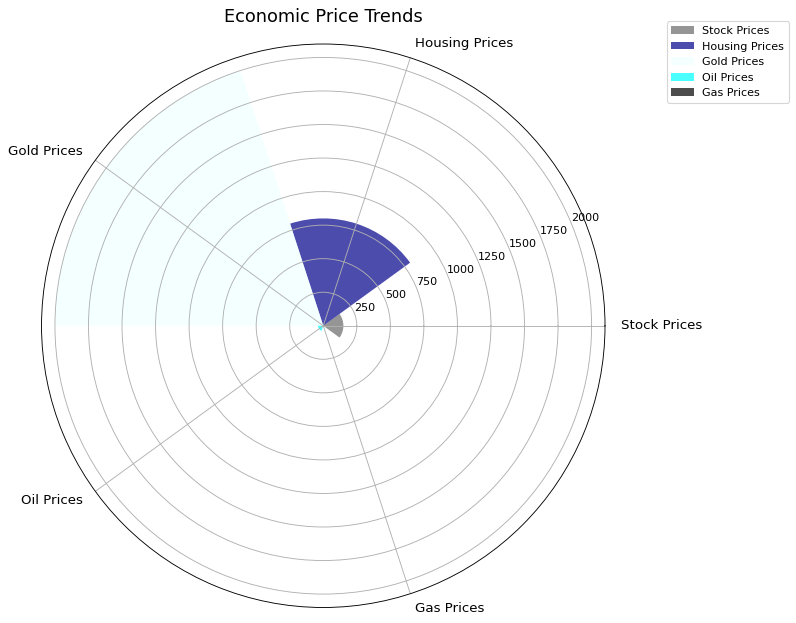 Economic Price Trends
Stock Prices
Housing Prices
Gold Prices
Oil Prices
Gas Prices
Housing Prices
Gold Prices
Stock Prices
Oil Prices
Gas Prices
250
500
750
1000
1250
1500
1750
2000